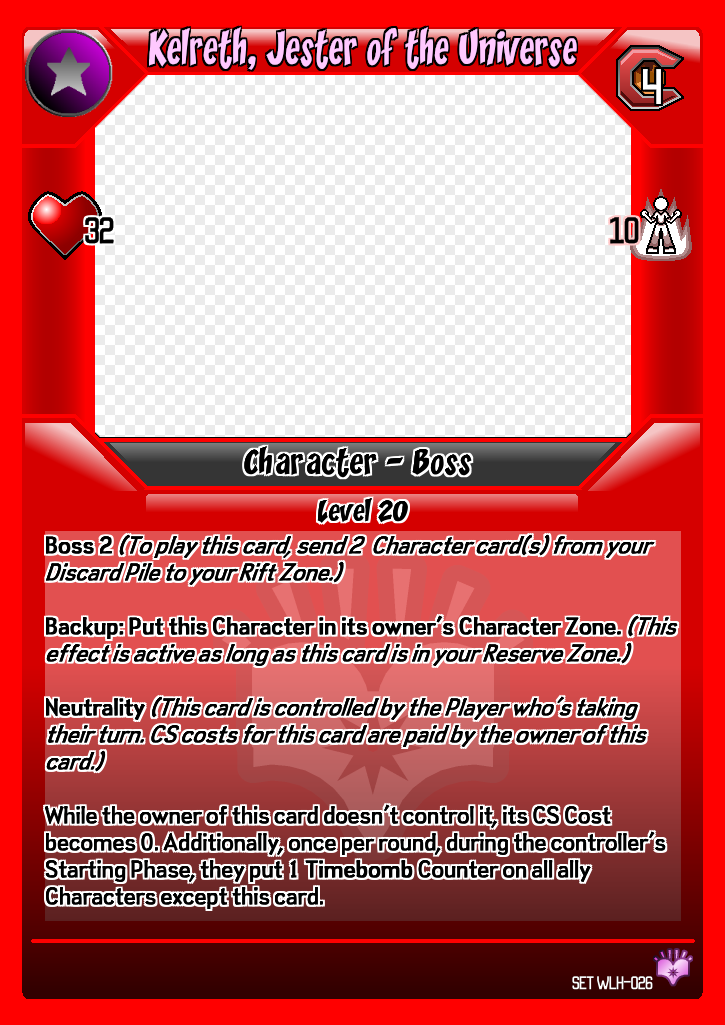 Kelreth, Jester of the Universe
4
32
10
Character - Boss
Level 20
Boss 2 (To play this card, send 2 Character card(s) from your
Discard Pile to your Rift Zone.)
Backup: Put this Character in its owner's Character Zone. (This
effect is active as long as this card is in your Reserve Zone.)
Neutrality (This card is controlled by the Player who's taking
their turn. CS costs for this card are paid by the owner of this
card.)
While the owner of this card doesn't control it, its CS Cost
becomes 0. Additionally, once per round, during the controller's
Starting Phase, they put 1 Timebomb Counter on all ally
Characters except this card.
SET WLH-026